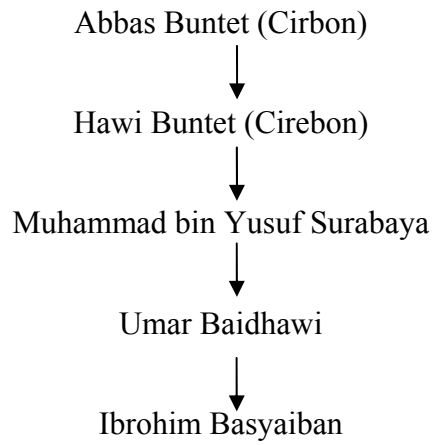 Abbas Buntet (Cirbon)
Hawi Buntet (Cirebon)
Muhammad bin Yusuf Surabaya
Umar Baidhawi
Ibrohim Basyaiban